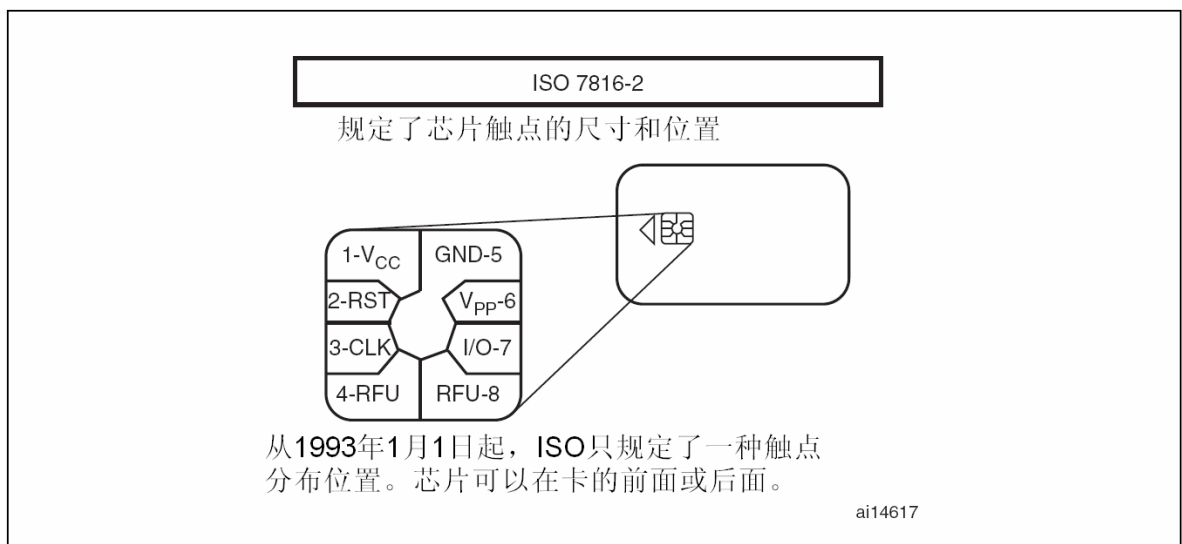 ISO 7816-2
规定了芯片触点的尺寸和位置
1-VCC GND-5
2-RST VPP-6
3-CLK I/O-7
4-RFU RFU-8
从1993年1月1日起，ISO只规定了一种触点
分布位置。芯片可以在卡的前面或后面。
ai14617